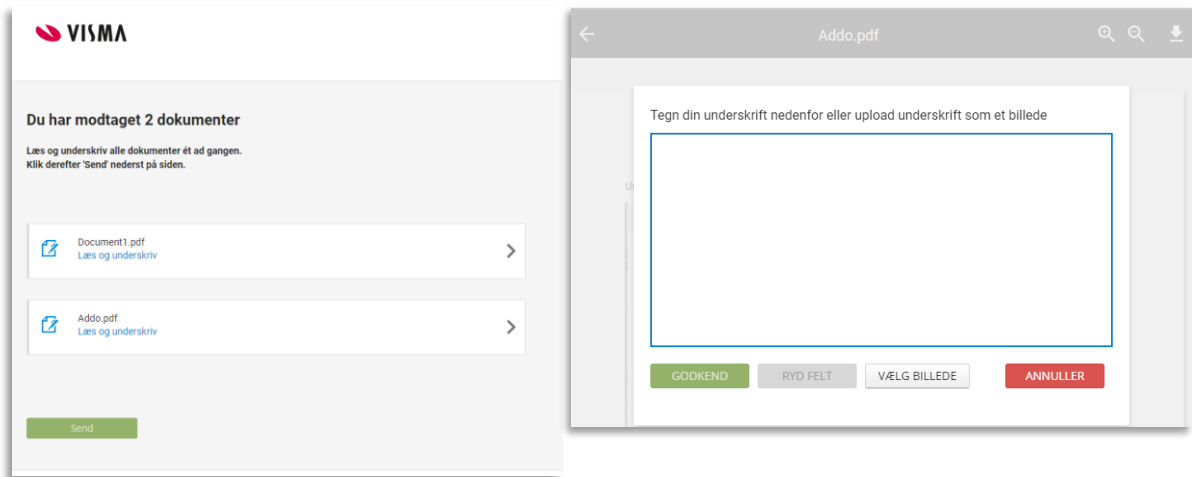 VISMA
Du har modtaget 2 dokumenter
Læs og underskriv alle dokumenter ét ad gangen.
Klik derefter 'Send' nederst på siden.
Document1.pdf
Læs og underskriv
Addo.pdf
Læs og underskriv
Send
Addo.pdf
Tegn din underskrift nedenfor eller upload underskrift som et billede
GODKEND
RYD FELT
VÆLG BILLEDE
ANNULLER